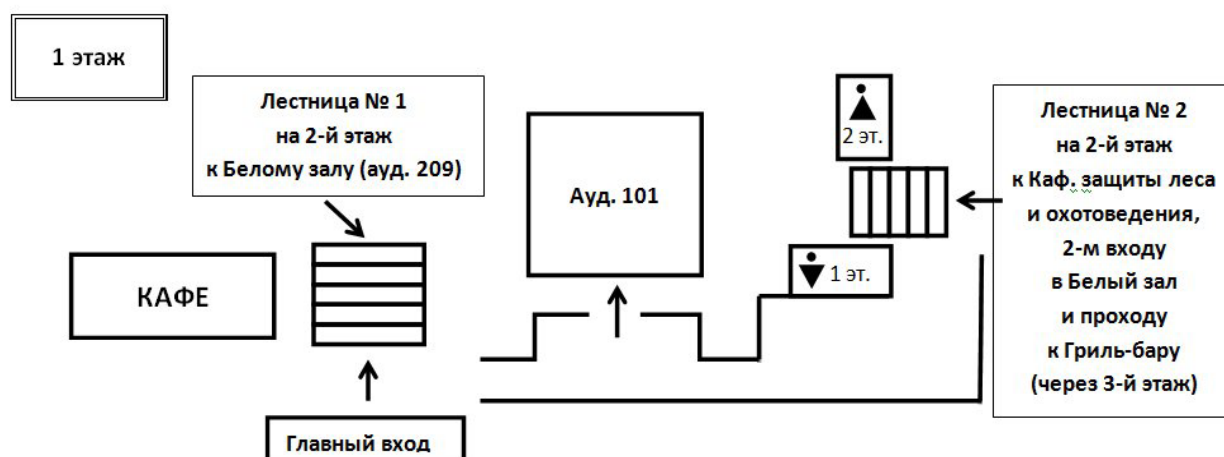 1 этаж
Лестница № 1
на 2-й этаж
к Белому залу (ауд. 209)
КАФЕ
Главный вход
Ауд. 101
2 эт.
1 эт.
Лестница № 2
на 2-й этаж
к Каф. защиты леса
и охотоведения,
2-м входу
в Белый зал
и проходу
к Гриль-бару
(через 3-й этаж)